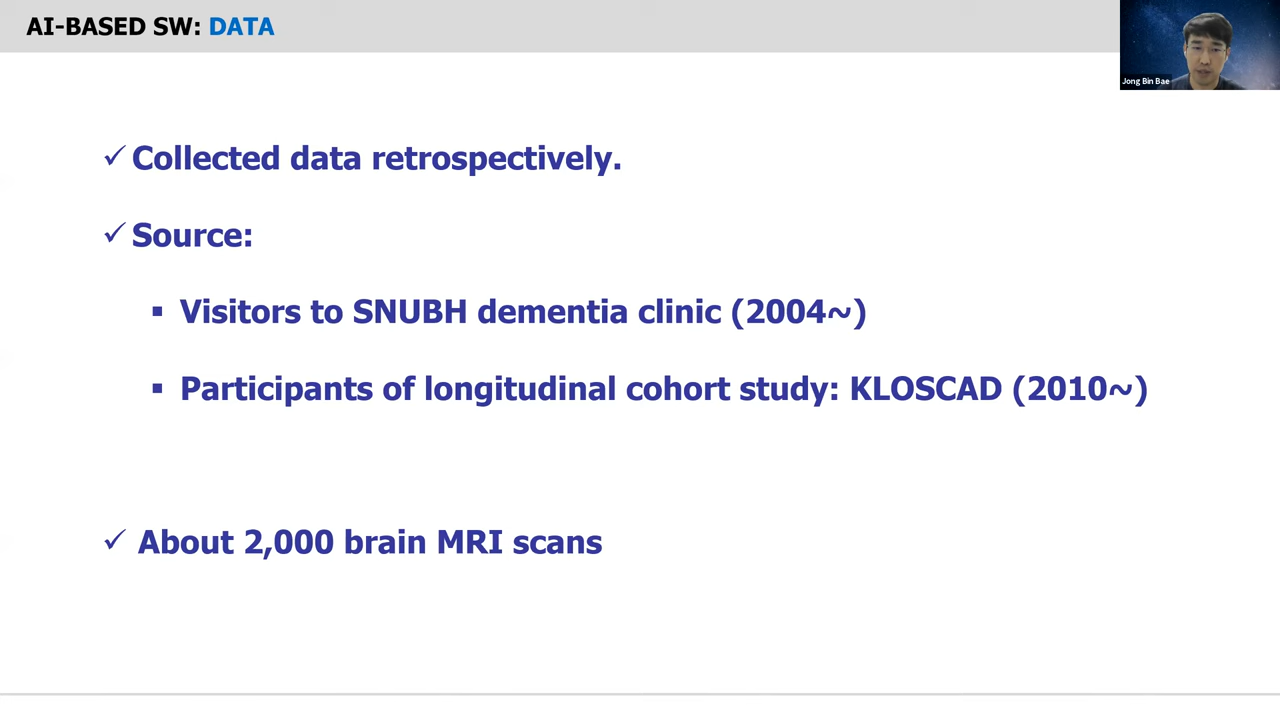 AI-BASED SW: DATA
Jong Bin Bae
✓ Collected data retrospectively.
✓ Source:
▪ Visitors to SNUBH dementia clinic (2004~)
▪ Participants of longitudinal cohort study: KLOSCAD (2010~)
✓ About 2,000 brain MRI scans